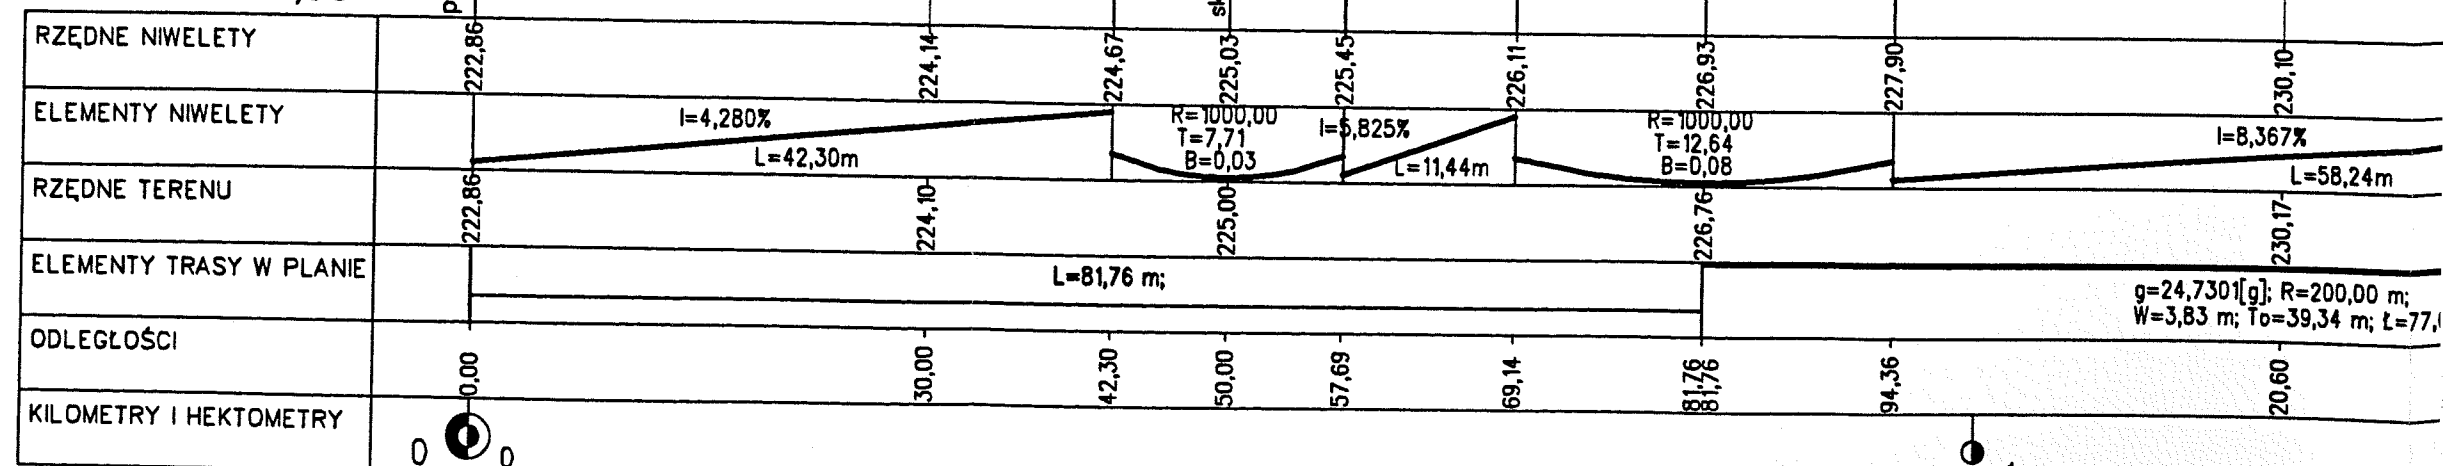 RZĘDNE NIWELETY
222,86 224,14 224,67 225,03 225,45 226,11 226,93 227,90 230,10
ELEMENTY NIWELETY
I=4,280%
L=42,30m
R=1000,00
T=7,71
B=0,03
I=5,825%
L=11,44m
R=1000,00
T=12,64
B=0,08
I=8,367%
L=58,24m
RZĘDNE TERENU
222,86 224,10 225,00 226,76 230,17
ELEMENTY TRASY W PLANIE
L=81,76 m;
g=24,7301[g]; R=200,00 m;
W=3,83 m; To=39,34 m; Ł=77,
ODLEGŁOŚCI
0,00 30,00 42,30 50,00 57,69 69,14 81,76 81,76 94,36 20,60
KILOMETRY I HEKTOMETRY
0 0